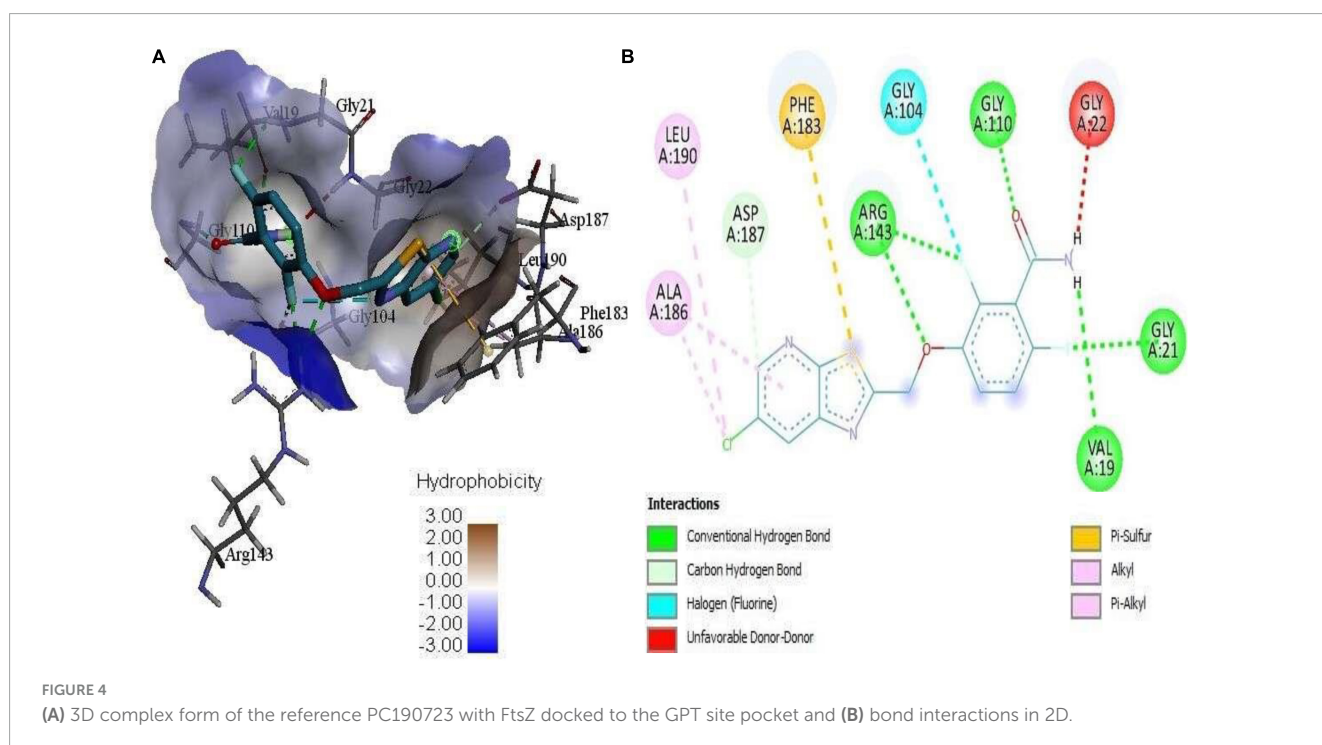 A
Val19
Gly21
Gly22
Gly110
Asp187
Leu190
Gly104
Phe183
Ala186
Arg143
Hydrophobicity
3.00
2.00
1.00
0.00
-1.00
-2.00
-3.00
B
LEU
A:190
PHE
A:183
GLY
A:104
GLY
A:110
GLY
A:22
ASP
A:187
ARG
A:143
ALA
A:186
GLY
A:21
VAL
A:19
O
H
N
H
N
O
N
Cl
Interactions
Conventional Hydrogen Bond
Carbon Hydrogen Bond
Halogen (Fluorine)
Unfavorable Donor-Donor
Pi-Sulfur
Alkyl
Pi-Alkyl
FIGURE 4
(A) 3D complex form of the reference PC190723 with FtsZ docked to the GPT site pocket and (B) bond interactions in 2D.